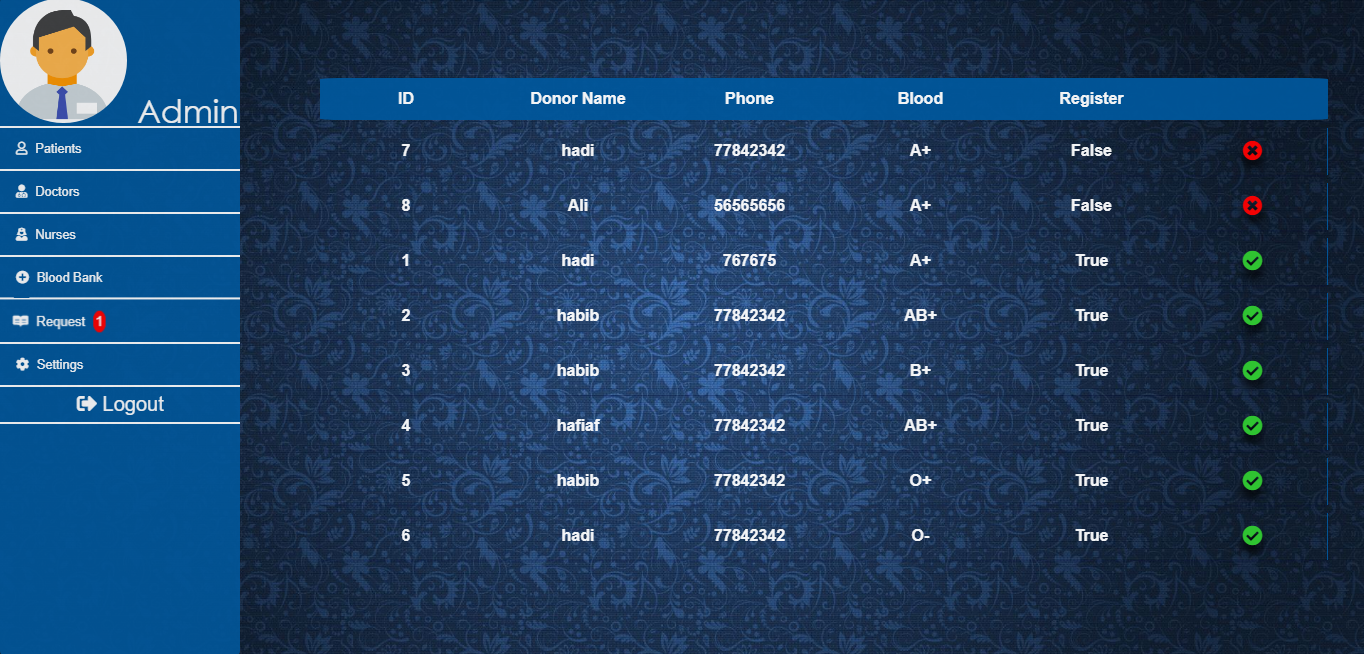 Admin
Patients
Doctors
Nurses
Blood Bank
Request 1
Settings
Logout
ID Donor Name Phone Blood Register
7 hadi 77842342 A+ False
8 Ali 56565656 A+ False
1 hadi 767675 A+ True
2 habib 77842342 AB+ True
3 habib 77842342 B+ True
4 hafiaf 77842342 AB+ True
5 habib 77842342 O+ True
6 hadi 77842342 O- True